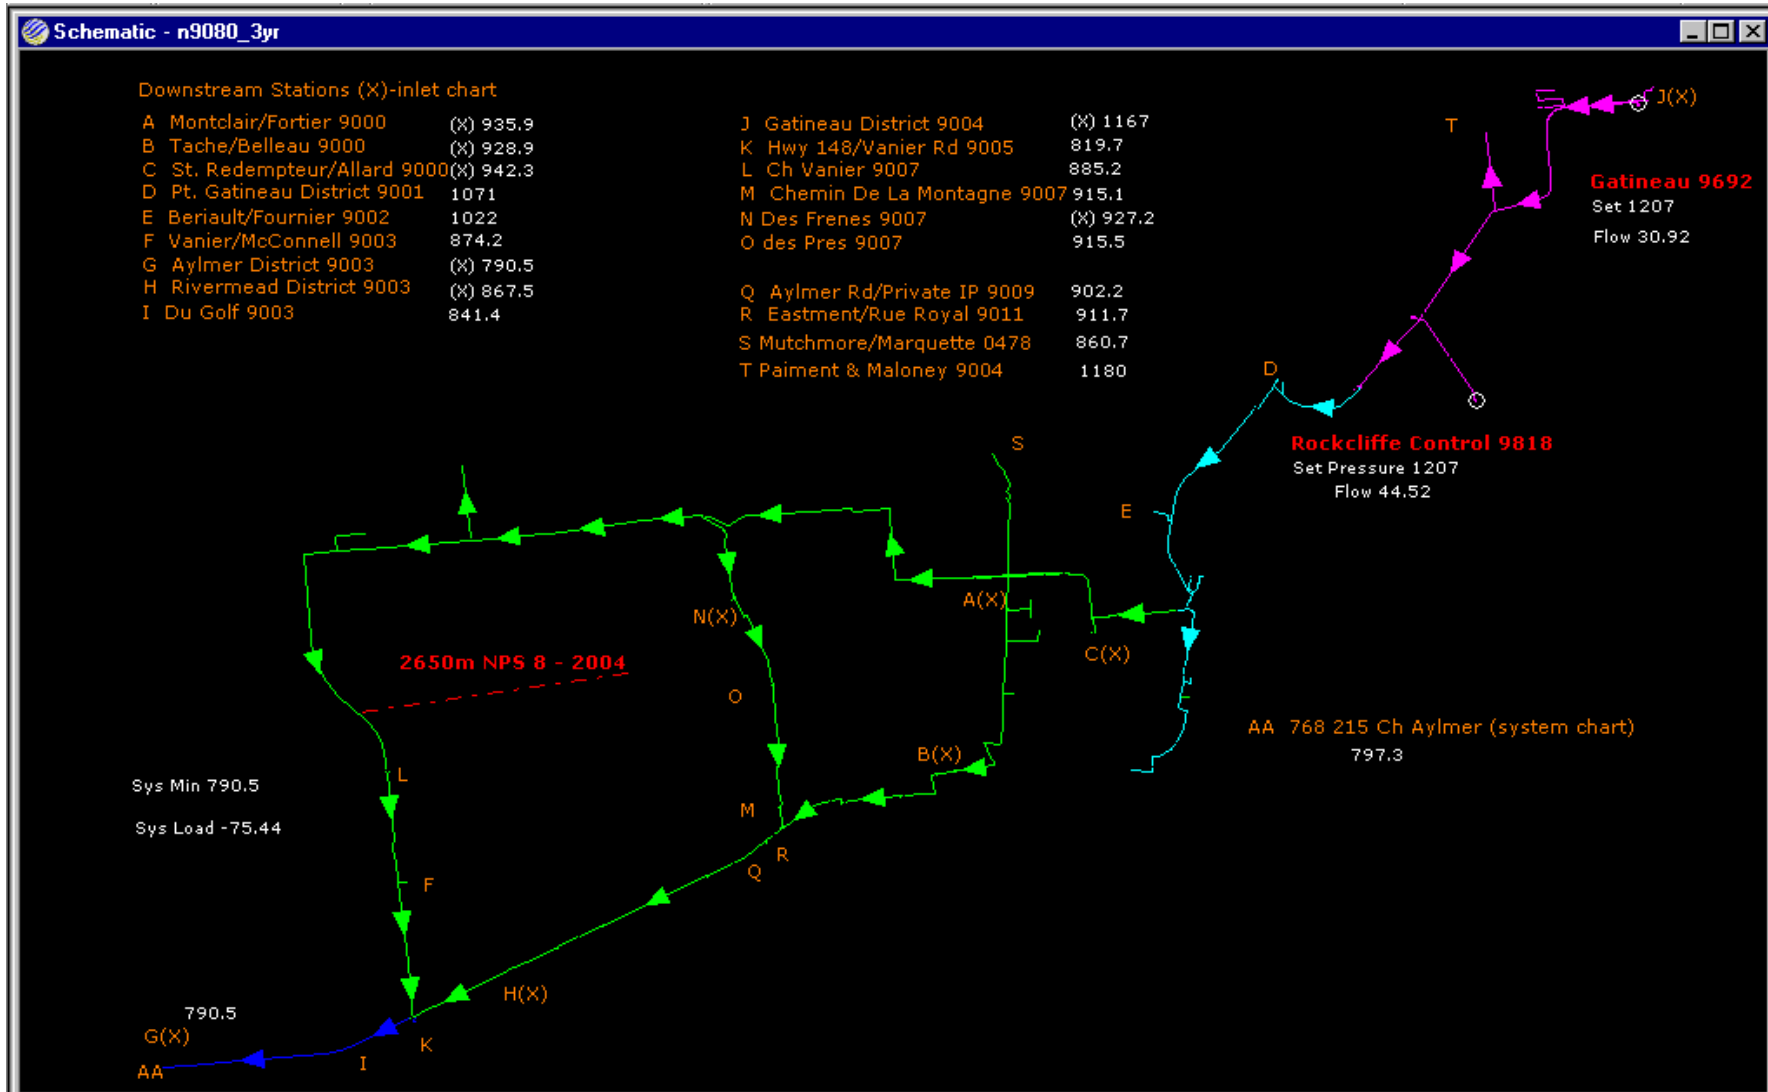 Schematic - n9080_3yr
Downstream Stations (X)-inlet chart
A Montclair/Fortier 9000 (X) 935.9
B Tache/Belleau 9000 (X) 928.9
C St. Redempteur/Allard 9000 (X) 942.3
D Pt. Gatineau District 9001 1071
E Beriault/Fournier 9002 1022
F Vanier/McConnell 9003 874.2
G Aylmer District 9003 (X) 790.5
H Rivermead District 9003 (X) 867.5
I Du Golf 9003 841.4
J Gatineau District 9004 (X) 1167
K Hwy 148/Vanier Rd 9005 819.7
L Ch Vanier 9007 885.2
M Chemin De La Montagne 9007 915.1
N Des Frenes 9007 (X) 927.2
O des Pres 9007 915.5
Q Aylmer Rd/Private IP 9009 902.2
R Eastment/Rue Royal 9011 911.7
S Mutchmore/Marquette 0478 860.7
T Paiment & Maloney 9004 1180
J(X)
T
Gatineau 9692
Set 1207
Flow 30.92
D
Rockcliffe Control 9818
Set Pressure 1207
Flow 44.52
S
E
A(X)
N(X)
C(X)
2650m NPS 8 - 2004
O
AA 768 215 Ch Aylmer (system chart)
797.3
B(X)
L
Sys Min 790.5
M
Sys Load -75.44
R
Q
F
H(X)
790.5
G(X)
K
I
AA